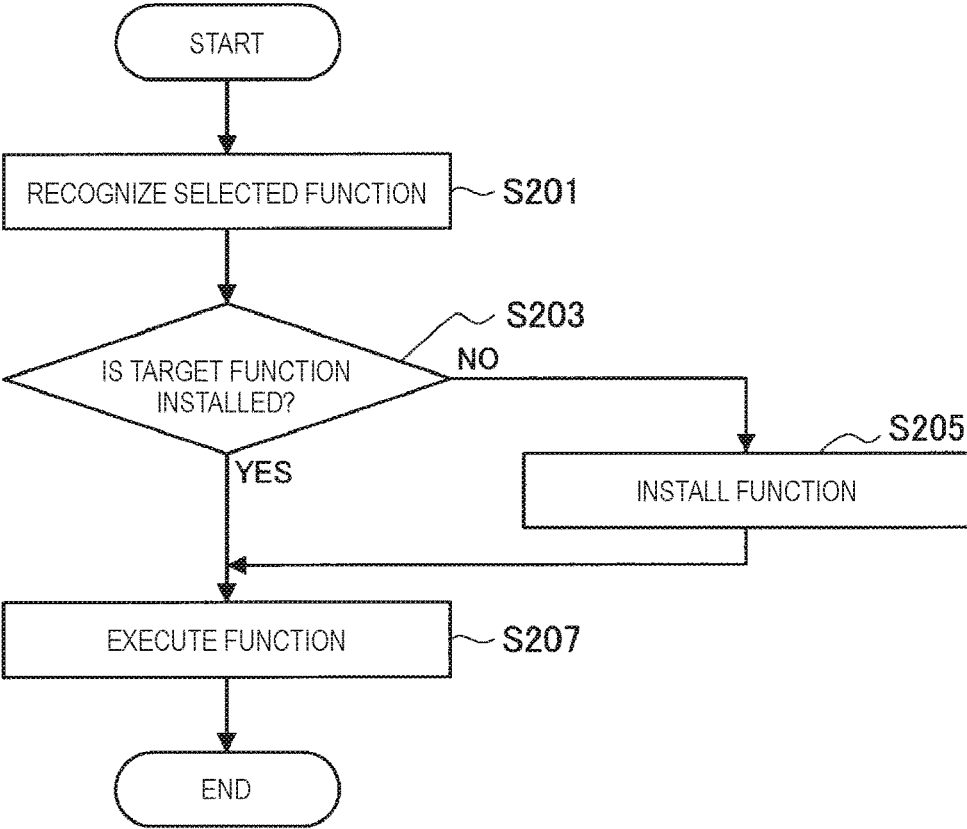 START
RECOGNIZE SELECTED FUNCTION
S201
S203
IS TARGET FUNCTION
INSTALLED?
NO
YES
S205
INSTALL FUNCTION
EXECUTE FUNCTION
S207
END